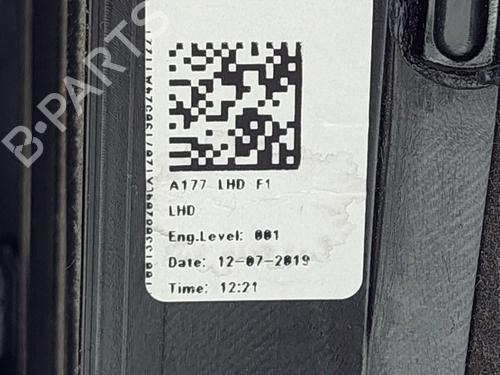 B-PARTS
A177 LHD F1
LHD
Eng.Level: 001
Date: 12-07-2019
Time: 12:21